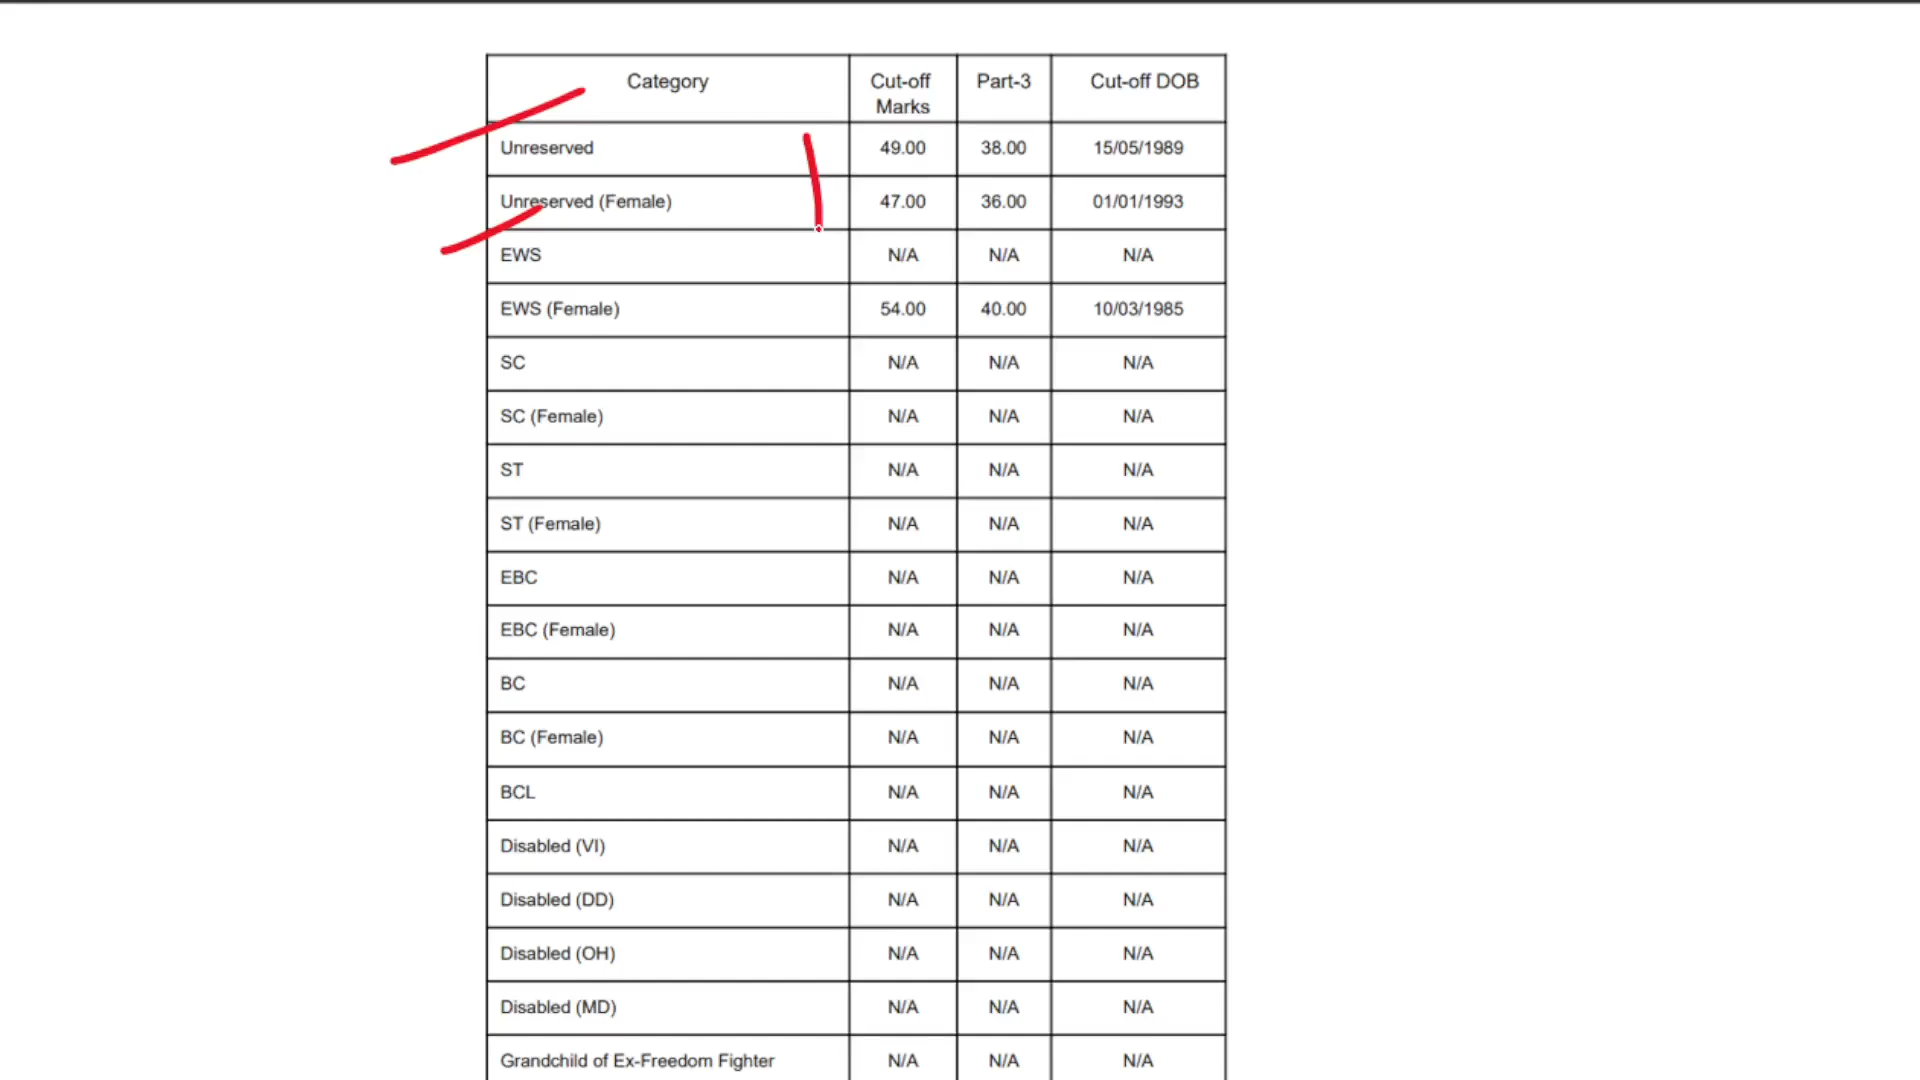 Category Cut-off Marks Part-3 Cut-off DOB
Unreserved 49.00 38.00 15/05/1989
Unreserved (Female) 47.00 36.00 01/01/1993
EWS N/A N/A N/A
EWS (Female) 54.00 40.00 10/03/1985
SC N/A N/A N/A
SC (Female) N/A N/A N/A
ST N/A N/A N/A
ST (Female) N/A N/A N/A
EBC N/A N/A N/A
EBC (Female) N/A N/A N/A
BC N/A N/A N/A
BC (Female) N/A N/A N/A
BCL N/A N/A N/A
Disabled (VI) N/A N/A N/A
Disabled (DD) N/A N/A N/A
Disabled (OH) N/A N/A N/A
Disabled (MD) N/A N/A N/A
Grandchild of Ex-Freedom Fighter N/A N/A N/A